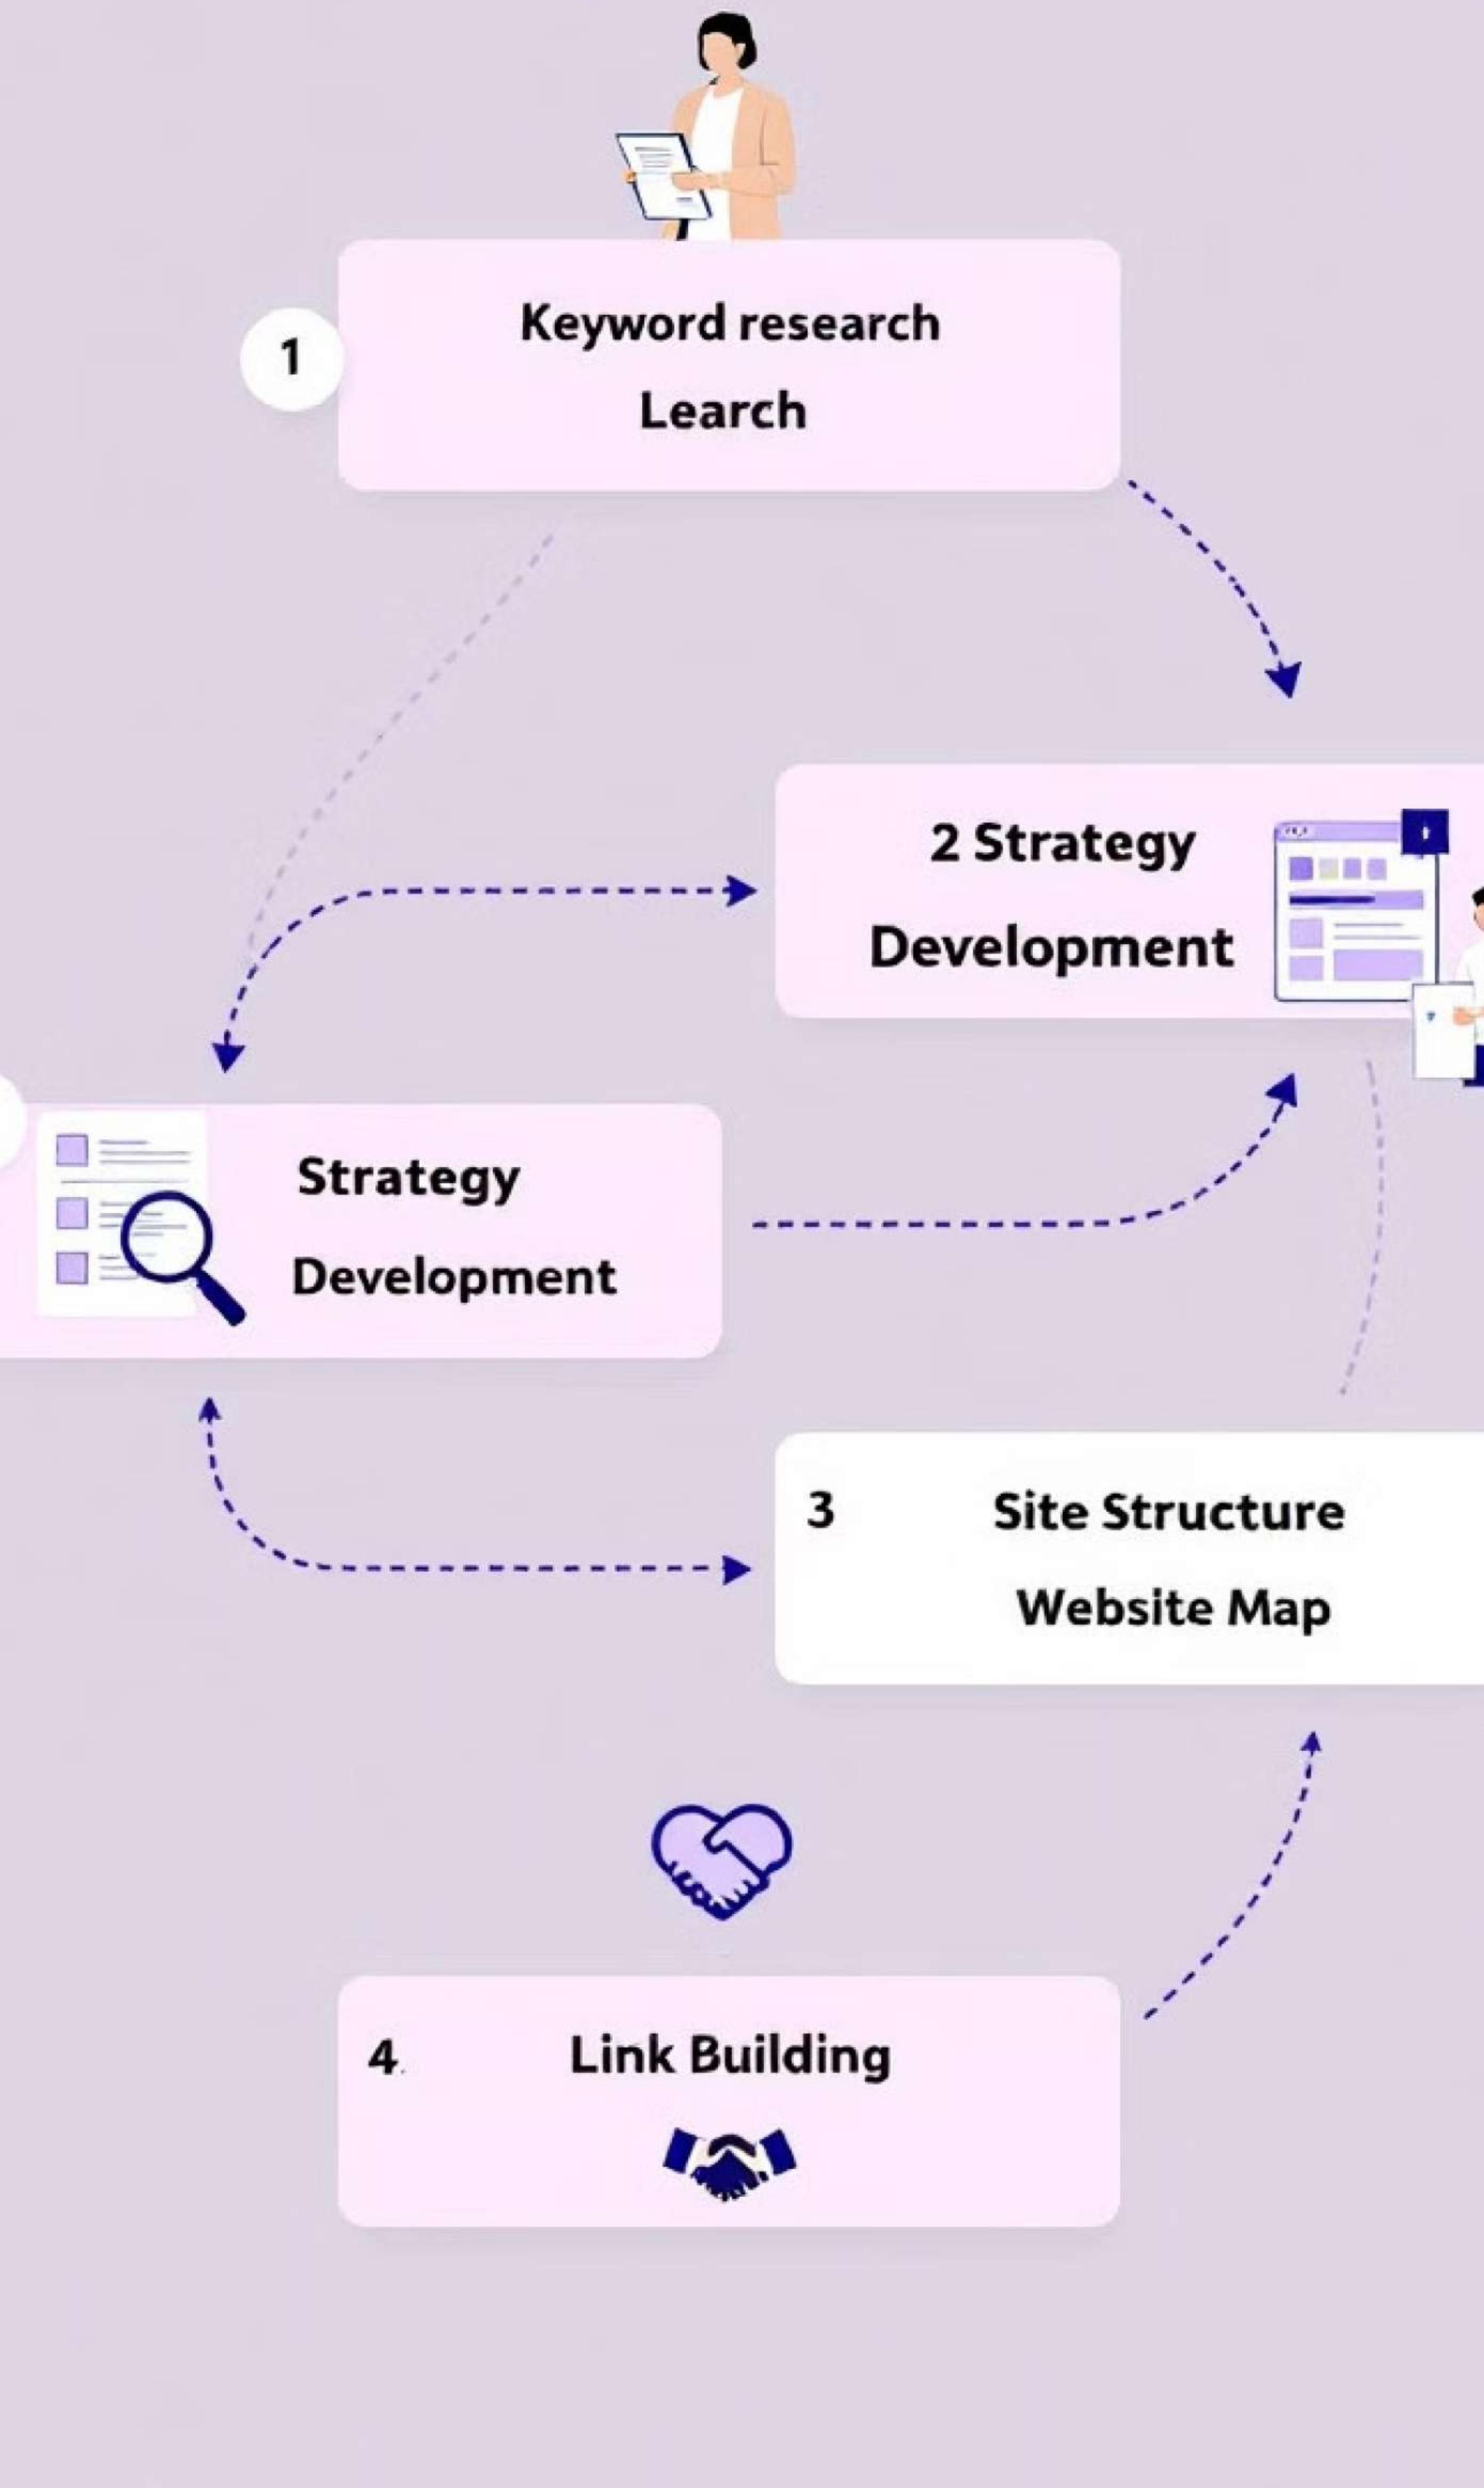 1
Keyword research
Learch
2 Strategy
Development
Strategy
Development
3
Site Structure
Website Map
4.
Link Building